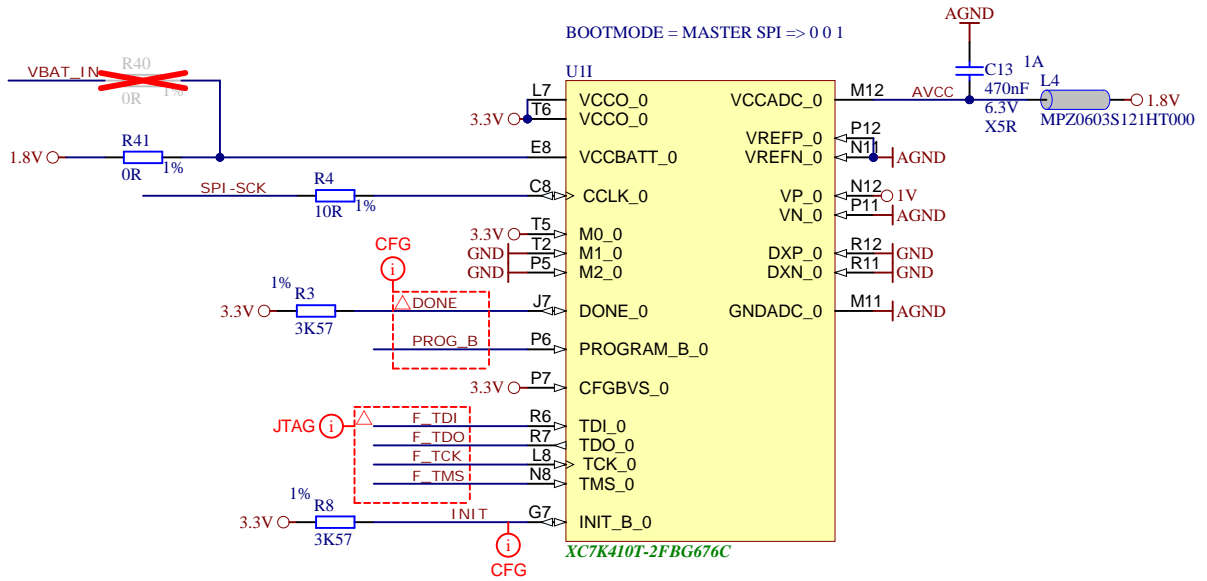 AGND
BOOTMODE = MASTER SPI => 0 0 1
VBAT_IN
R40
0R
1%
U1I
C13
470nF
6.3V
X5R
1A
L4
MPZ0603S121HT000
1.8V
AVCC
L7
VCCO_0
VCCADC_0
M12
3.3V
T6
VCCO_0
VREFP_0
P12
1.8V
R41
0R
1%
E8
VCCBATT_0
VREFN_0
N11
AGND
SPI-SCK
R4
10R
1%
C8
CCLK_0
VP_0
N12
1V
VN_0
P11
AGND
3.3V
T5
M0_0
GND
T2
M1_0
DXP_0
R12
GND
GND
P5
M2_0
DXN_0
R11
GND
CFG
i
1%
R3
3.3V
3K57
DONE
J7
DONE_0
GNDADC_0
M11
AGND
PROG_B
P6
PROGRAM_B_0
3.3V
P7
CFGBVS_0
JTAG
i
F_TDI
R6
TDI_0
F_TDO
R7
TDO_0
F_TCK
L8
TCK_0
F_TMS
N8
TMS_0
1%
R8
3.3V
3K57
INIT
G7
INIT_B_0
i
CFG
XC7K410T-2FBG676C